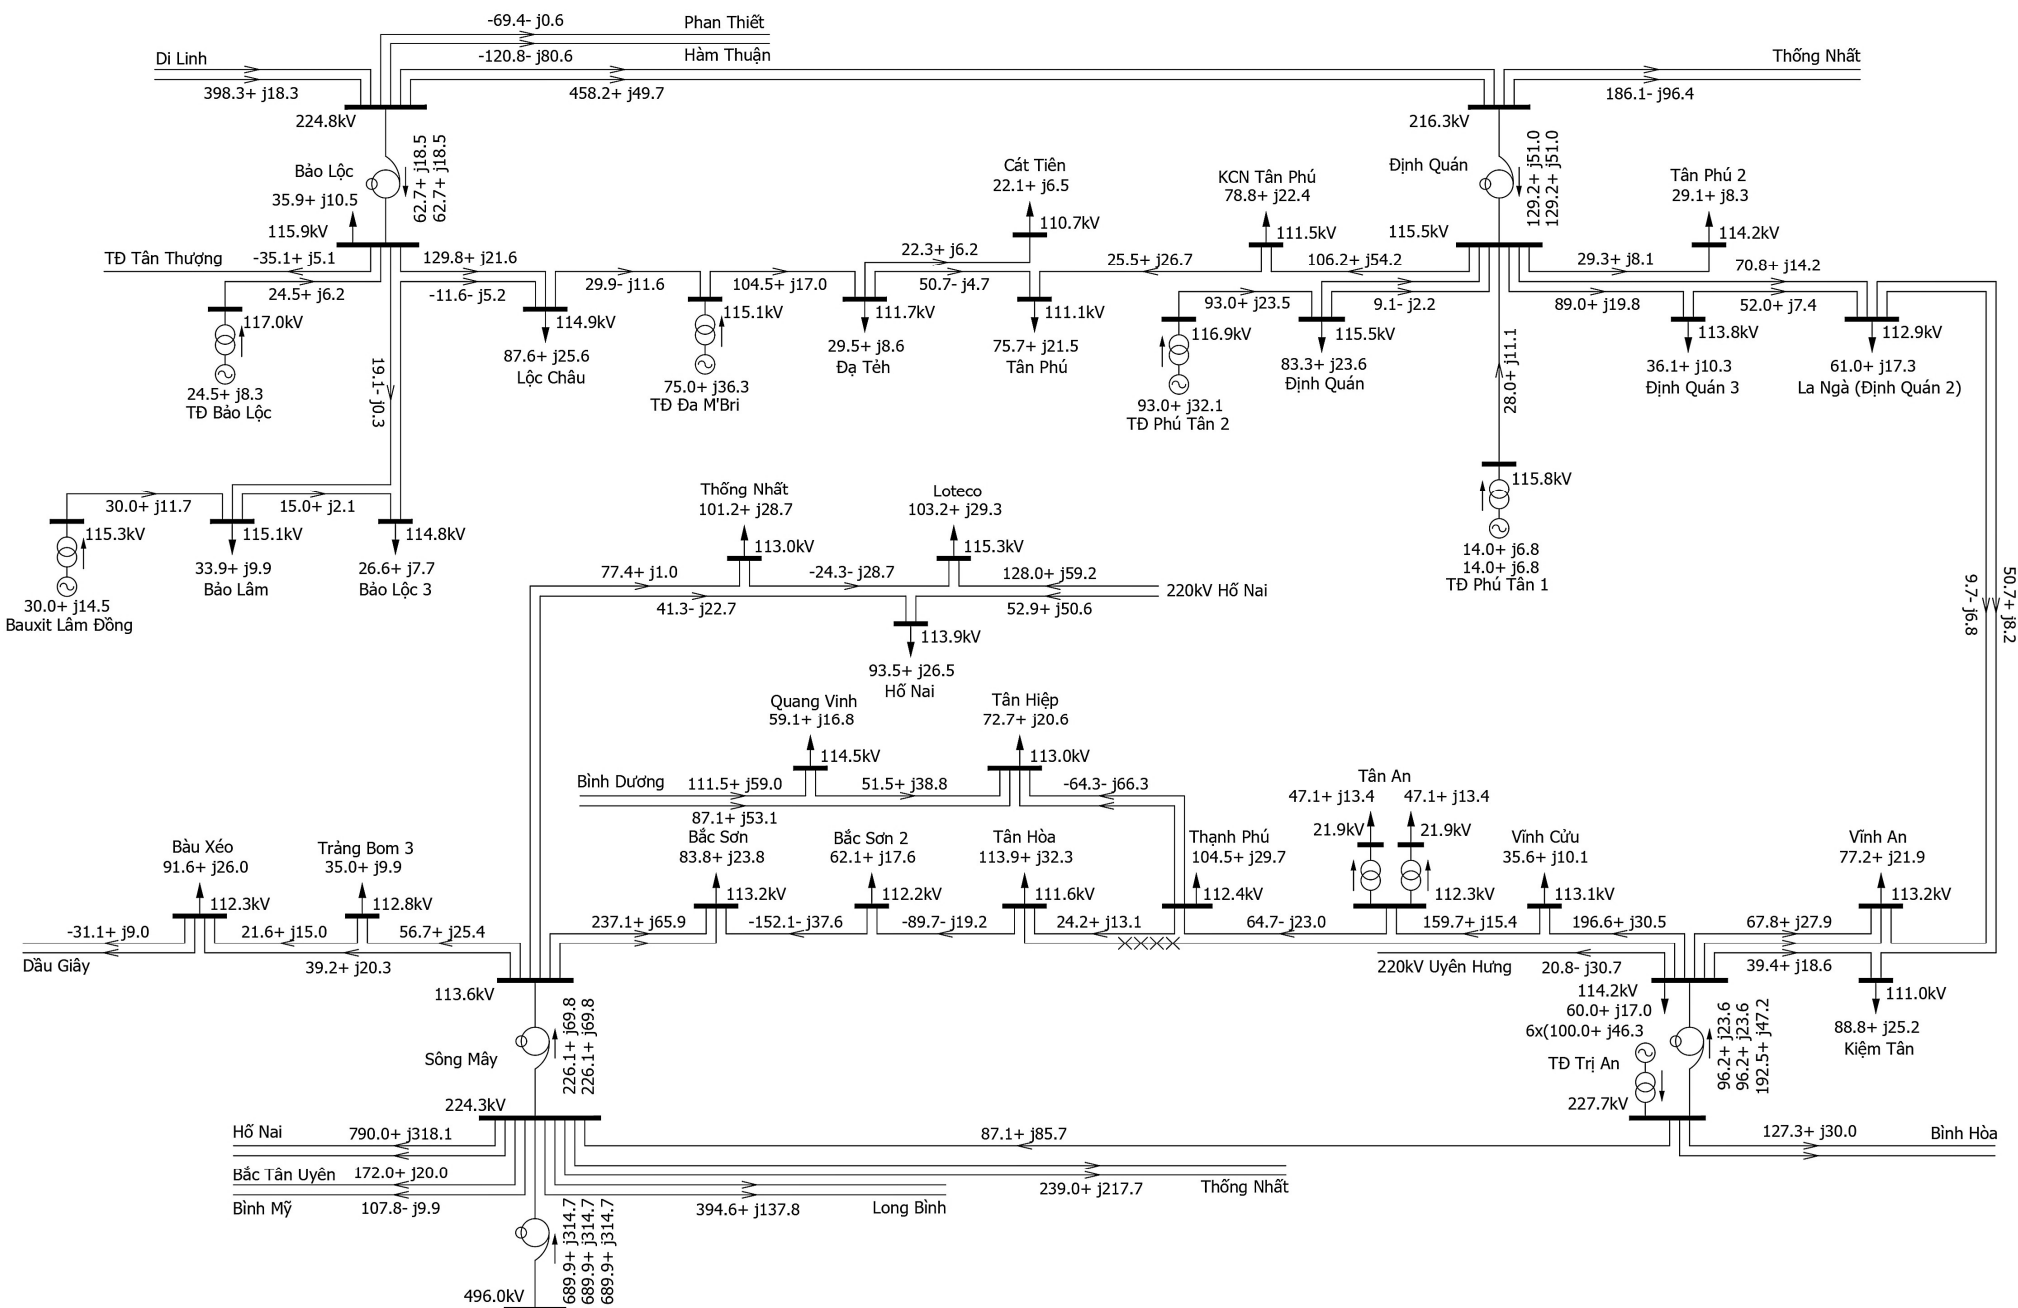 -69.4- j0.6
Phan Thiết
Di Linh
-120.8- j80.6
Hàm Thuận
Thống Nhất
398.3+ j18.3
458.2+ j49.7
186.1- j96.4
224.8kV
216.3kV
Bảo Lộc
62.7+ j18.5
62.7+ j18.5
35.9+ j10.5
115.9kV
Cát Tiên
22.1+ j6.5
110.7kV
KCN Tân Phú
78.8+ j22.4
111.5kV
Định Quán
129.2+ j51.0
129.2+ j51.0
115.5kV
Tân Phú 2
29.1+ j8.3
114.2kV
TĐ Tân Thượng
-35.1+ j5.1
129.8+ j21.6
22.3+ j6.2
25.5+ j26.7
106.2+ j54.2
29.3+ j8.1
70.8+ j14.2
24.5+ j6.2
-11.6- j5.2
29.9- j11.6
104.5+ j17.0
50.7- j4.7
93.0+ j23.5
9.1- j2.2
89.0+ j19.8
52.0+ j7.4
117.0kV
114.9kV
115.1kV
111.7kV
111.1kV
116.9kV
115.5kV
113.8kV
112.9kV
24.5+ j8.3
TĐ Bảo Lộc
19.1- j0.3
87.6+ j25.6
Lộc Châu
75.0+ j36.3
TĐ Đa M'Bri
29.5+ j8.6
Đạ Tẻh
75.7+ j21.5
Tân Phú
93.0+ j32.1
TĐ Phú Tân 2
83.3+ j23.6
Định Quán
28.0+ j11.1
36.1+ j10.3
Định Quán 3
61.0+ j17.3
La Ngà (Định Quán 2)
115.8kV
14.0+ j6.8
14.0+ j6.8
TĐ Phú Tân 1
30.0+ j11.7
15.0+ j2.1
115.3kV
115.1kV
114.8kV
30.0+ j14.5
Bauxit Lâm Đồng
33.9+ j9.9
Bảo Lâm
26.6+ j7.7
Bảo Lộc 3
Thống Nhất
101.2+ j28.7
113.0kV
Loteco
103.2+ j29.3
115.3kV
77.4+ j1.0
-24.3- j28.7
128.0+ j59.2
220kV Hố Nai
41.3- j22.7
52.9+ j50.6
113.9kV
93.5+ j26.5
Hố Nai
9.7- j6.8
50.7+ j8.2
Quang Vinh
59.1+ j16.8
114.5kV
Tân Hiệp
72.7+ j20.6
113.0kV
Bình Dương
111.5+ j59.0
51.5+ j38.8
-64.3- j66.3
87.1+ j53.1
Tân An
47.1+ j13.4
47.1+ j13.4
21.9kV
21.9kV
112.3kV
Bàu Xéo
91.6+ j26.0
112.3kV
Trảng Bom 3
35.0+ j9.9
112.8kV
Bắc Sơn
83.8+ j23.8
113.2kV
Bắc Sơn 2
62.1+ j17.6
112.2kV
Tân Hòa
113.9+ j32.3
111.6kV
Thạnh Phú
104.5+ j29.7
112.4kV
Vĩnh Cửu
35.6+ j10.1
113.1kV
Vĩnh An
77.2+ j21.9
113.2kV
-31.1+ j9.0
21.6+ j15.0
56.7+ j25.4
237.1+ j65.9
-152.1- j37.6
-89.7- j19.2
24.2+ j13.1
64.7- j23.0
159.7+ j15.4
196.6+ j30.5
67.8+ j27.9
Dầu Giây
39.2+ j20.3
220kV Uyên Hưng
20.8- j30.7
39.4+ j18.6
113.6kV
114.2kV
60.0+ j17.0
6x(100.0+ j46.3
TĐ Trị An
96.2+ j23.6
96.2+ j23.6
192.5+ j47.2
111.0kV
88.8+ j25.2
Kiệm Tân
Sông Mây
226.1+ j69.8
226.1+ j69.8
224.3kV
227.7kV
Hố Nai
790.0+ j318.1
87.1+ j85.7
127.3+ j30.0
Bình Hòa
Bắc Tân Uyên
172.0+ j20.0
239.0+ j217.7
Thống Nhất
Bình Mỹ
107.8- j9.9
394.6+ j137.8
Long Bình
689.9+ j314.7
689.9+ j314.7
689.9+ j314.7
496.0kV